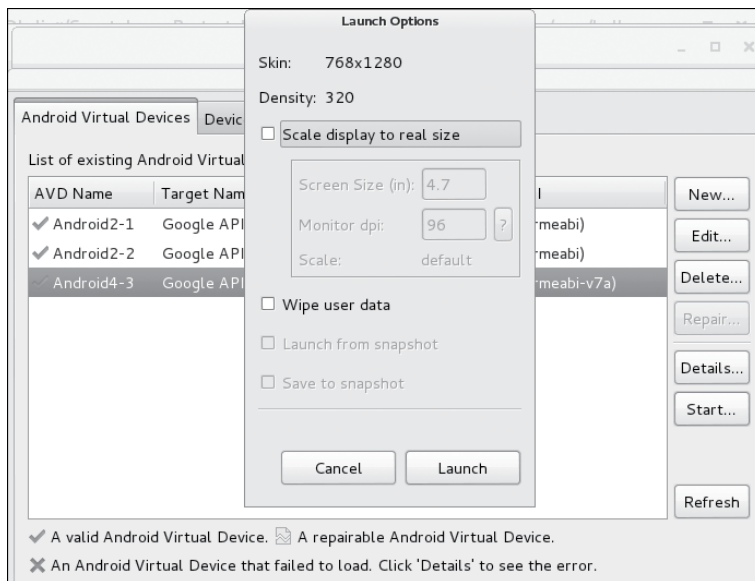 Launch Options
Skin: 768x1280
Density: 320
Scale display to real size
Screen Size (in): 4.7
Monitor dpi: 96 ?
Scale: default
Wipe user data
Launch from snapshot
Save to snapshot
Cancel Launch
Android Virtual Devices Devic
List of existing Android Virtual
AVD Name Target Nam I
Android2-1 Google API rmeabi)
Android2-2 Google API rmeabi)
Android4-3 Google API rmeabi-v7a)
New...
Edit...
Delete...
Repair...
Details...
Start...
Refresh
A valid Android Virtual Device. A repairable Android Virtual Device.
An Android Virtual Device that failed to load. Click 'Details' to see the error.